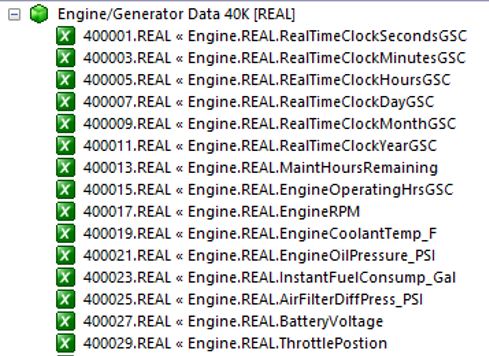 Engine/Generator Data 40K [REAL]
400001.REAL « Engine.REAL.RealTimeClockSecondsGSC
400003.REAL « Engine.REAL.RealTimeClockMinutesGSC
400005.REAL « Engine.REAL.RealTimeClockHoursGSC
400007.REAL « Engine.REAL.RealTimeClockDayGSC
400009.REAL « Engine.REAL.RealTimeClockMonthGSC
400011.REAL « Engine.REAL.RealTimeClockYearGSC
400013.REAL « Engine.REAL.MaintHoursRemaining
400015.REAL « Engine.REAL.EngineOperatingHrsGSC
400017.REAL « Engine.REAL.EngineRPM
400019.REAL « Engine.REAL.EngineCoolantTemp_F
400021.REAL « Engine.REAL.EngineOilPressure_PSI
400023.REAL « Engine.REAL.InstantFuelConsump_Gal
400025.REAL « Engine.REAL.AirFilterDiffPress_PSI
400027.REAL « Engine.REAL.BatteryVoltage
400029.REAL « Engine.REAL.ThrottlePostion